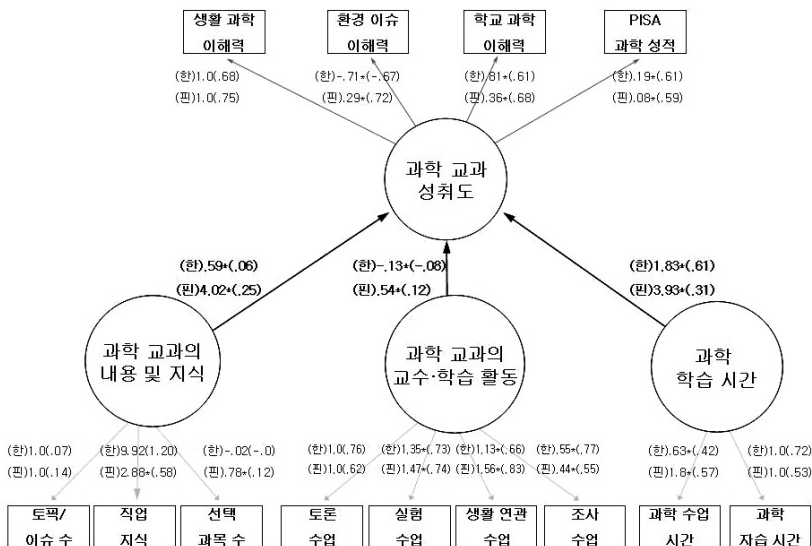 생활 과학 환경 이슈 학교 과학 PISA
이해력 이해력 이해력 과학 성적
(한)1.0(.68) (한)-.71*(-.67) (한).81*(.61) (한).19*(.61)
(핀)1.0(.75) (핀).29*(.72) (핀).36*(.68) (핀).08*(.59)
과학 교과
성취도
(한).59*(.06) (한)-.13*(-.08) (한)1.83*(.61)
(핀)4.02*(.25) (핀).54*(.12) (핀)3.93*(.31)
과학 교과의 과학 교과의 과학
내용 및 지식 교수·학습 활동 학습 시간
(한)1.0(.07) (한)9.92(1.20) (한)-.02(-.0) (한)1.0(.76) (한)1.35*(.73) (한)1.13*(.66) (한).55*(.77) (한).63*(.42) (한)1.0(.72)
(핀)1.0(.14) (핀)2.88*(.58) (핀).78*(.12) (핀)1.0(.62) (핀)1.47*(.74) (핀)1.56*(.83) (핀).44*(.55) (핀)1.8*(.57) (핀)1.0(.53)
토픽/ 직업 선택 토론 실험 생활 연관 조사 과학 수업 과학
이슈 수 지식 과목 수 수업 수업 수업 수업 시간 자습 시간